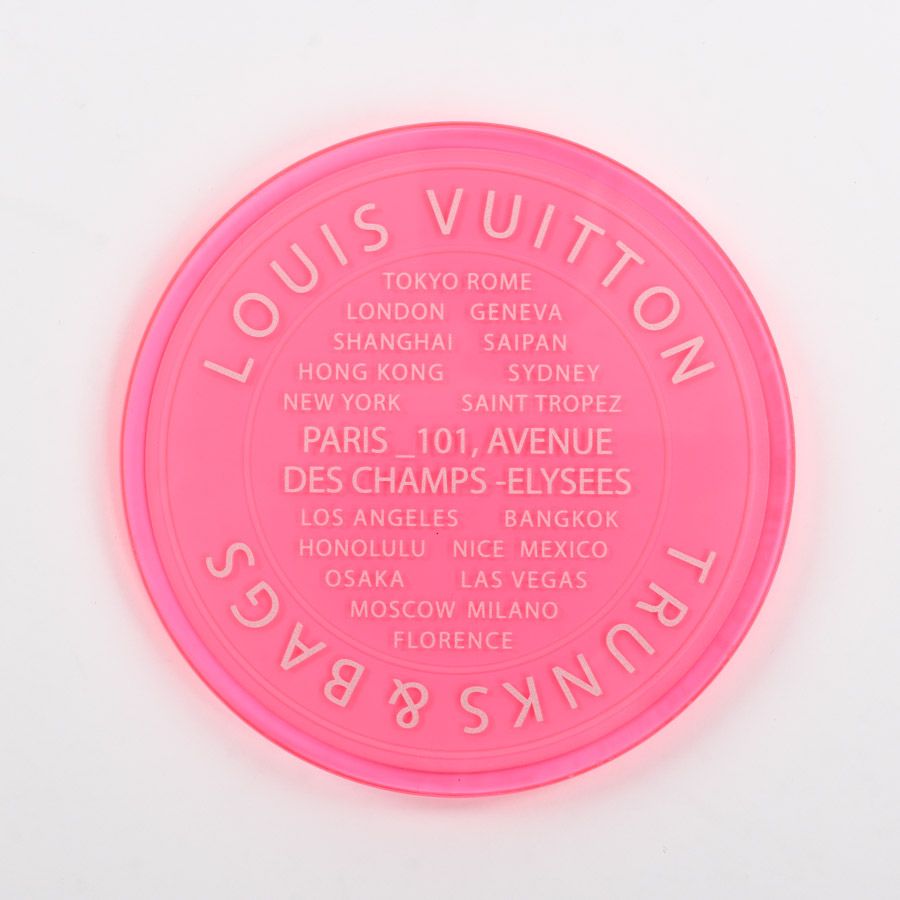 LOUIS VUITTON
TOKYO ROME
LONDON GENEVA
SHANGHAI SAIPAN
HONG KONG SYDNEY
NEW YORK SAINT TROPEZ
PARIS _101, AVENUE
DES CHAMPS -ELYSEES
LOS ANGELES BANGKOK
HONOLULU NICE MEXICO
OSAKA LAS VEGAS
MOSCOW MILANO
FLORENCE
TRUNKS & BAGS